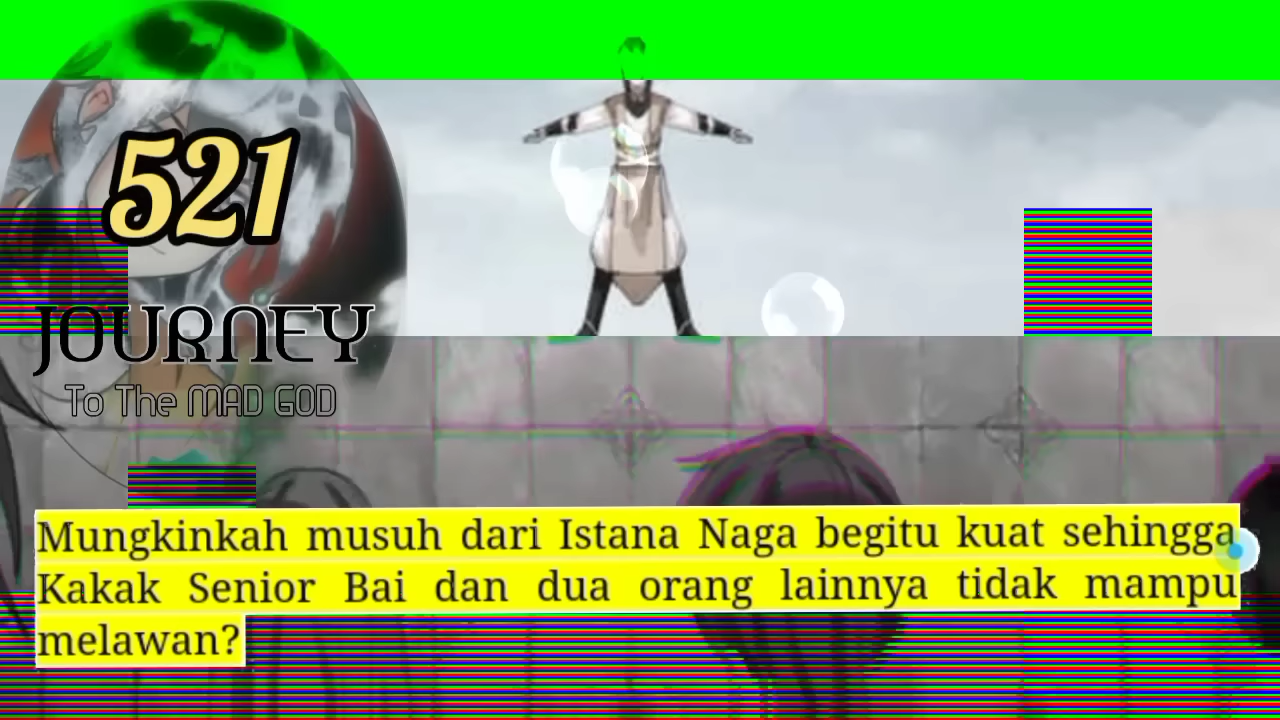 521
JOURNEY
To The MAD GOD
Mungkinkah musuh dari Istana Naga begitu kuat sehingga
Kakak Senior Bai dan dua orang lainnya tidak mampu
melawan?